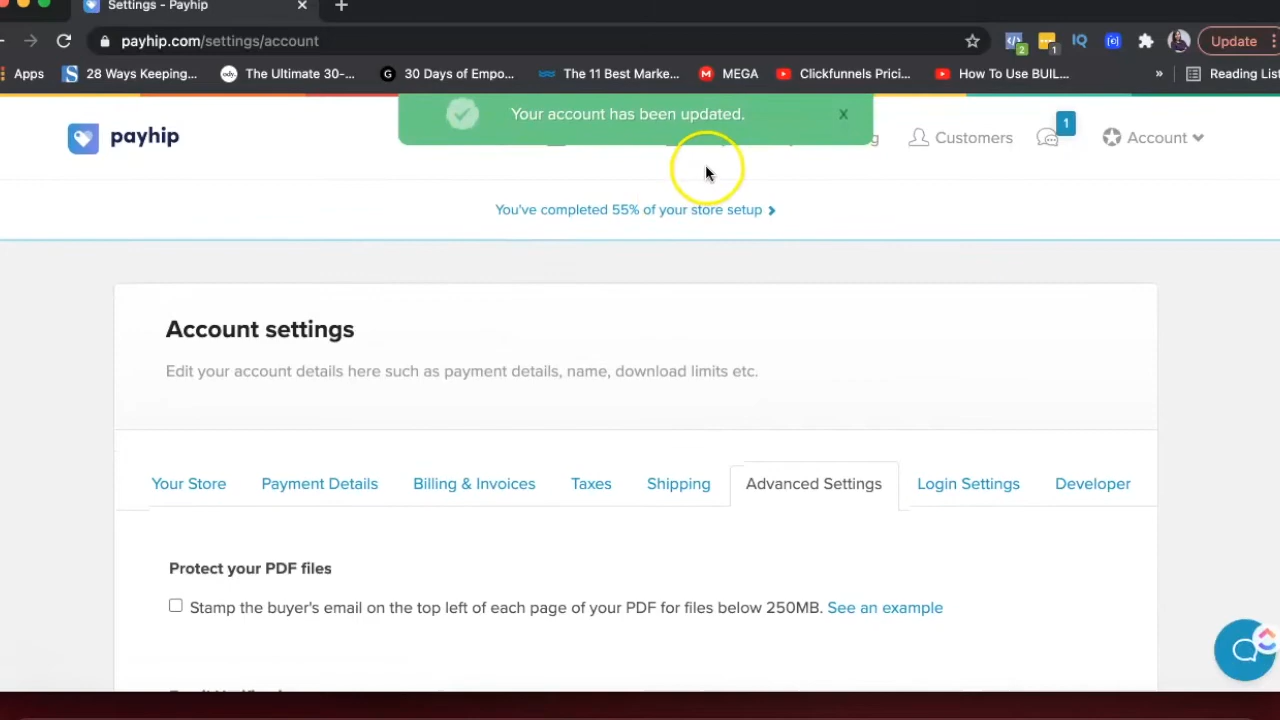 Settings - Payhip
payhip.com/settings/account
2
1
Update
Apps
28 Ways Keeping...
The Ultimate 30-...
30 Days of Empo...
The 11 Best Marke...
MEGA
Clickfunnels Prici...
How To Use BUIL...
»
Reading List
Your account has been updated.
x
payhip
Customers
1
Account
You've completed 55% of your store setup
Account settings
Edit your account details here such as payment details, name, download limits etc.
Your Store
Payment Details
Billing & Invoices
Taxes
Shipping
Advanced Settings
Login Settings
Developer
Protect your PDF files
Stamp the buyer's email on the top left of each page of your PDF for files below 250MB. See an example